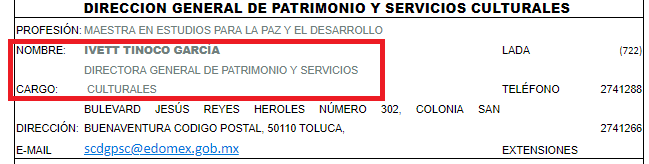 DIRECCION GENERAL DE PATRIMONIO Y SERVICIOS CULTURALES
PROFESIÓN: MAESTRA EN ESTUDIOS PARA LA PAZ Y EL DESARROLLO
NOMBRE: IVETT TINOCO GARCIA LADA (722)
DIRECTORA GENERAL DE PATRIMONIO Y SERVICIOS
CARGO: CULTURALES TELÉFONO 2741288
BULEVARD JESÚS REYES HEROLES NÚMERO 302, COLONIA SAN
DIRECCIÓN: BUENAVENTURA CODIGO POSTAL, 50110 TOLUCA, 2741266
E-MAIL scdgpsc@edomex.gob.mx EXTENSIONES